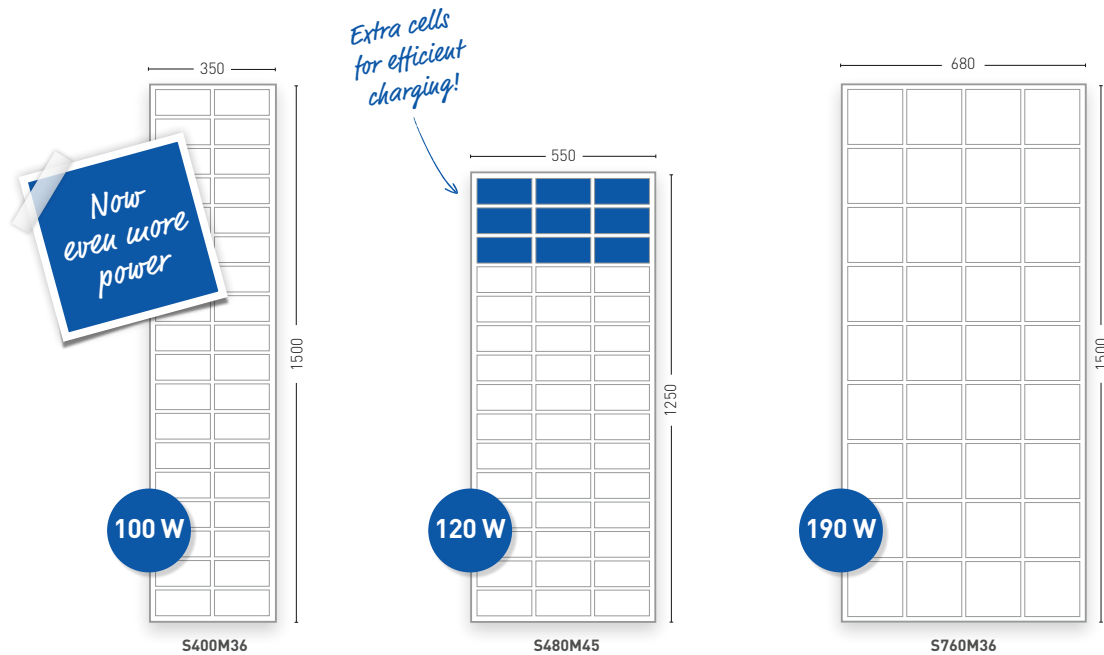 Extra cells
for efficient
charging!
350
550
680
Now
even more
power
1500
1250
1500
100 W
120 W
190 W
S400M36
S480M45
S760M36